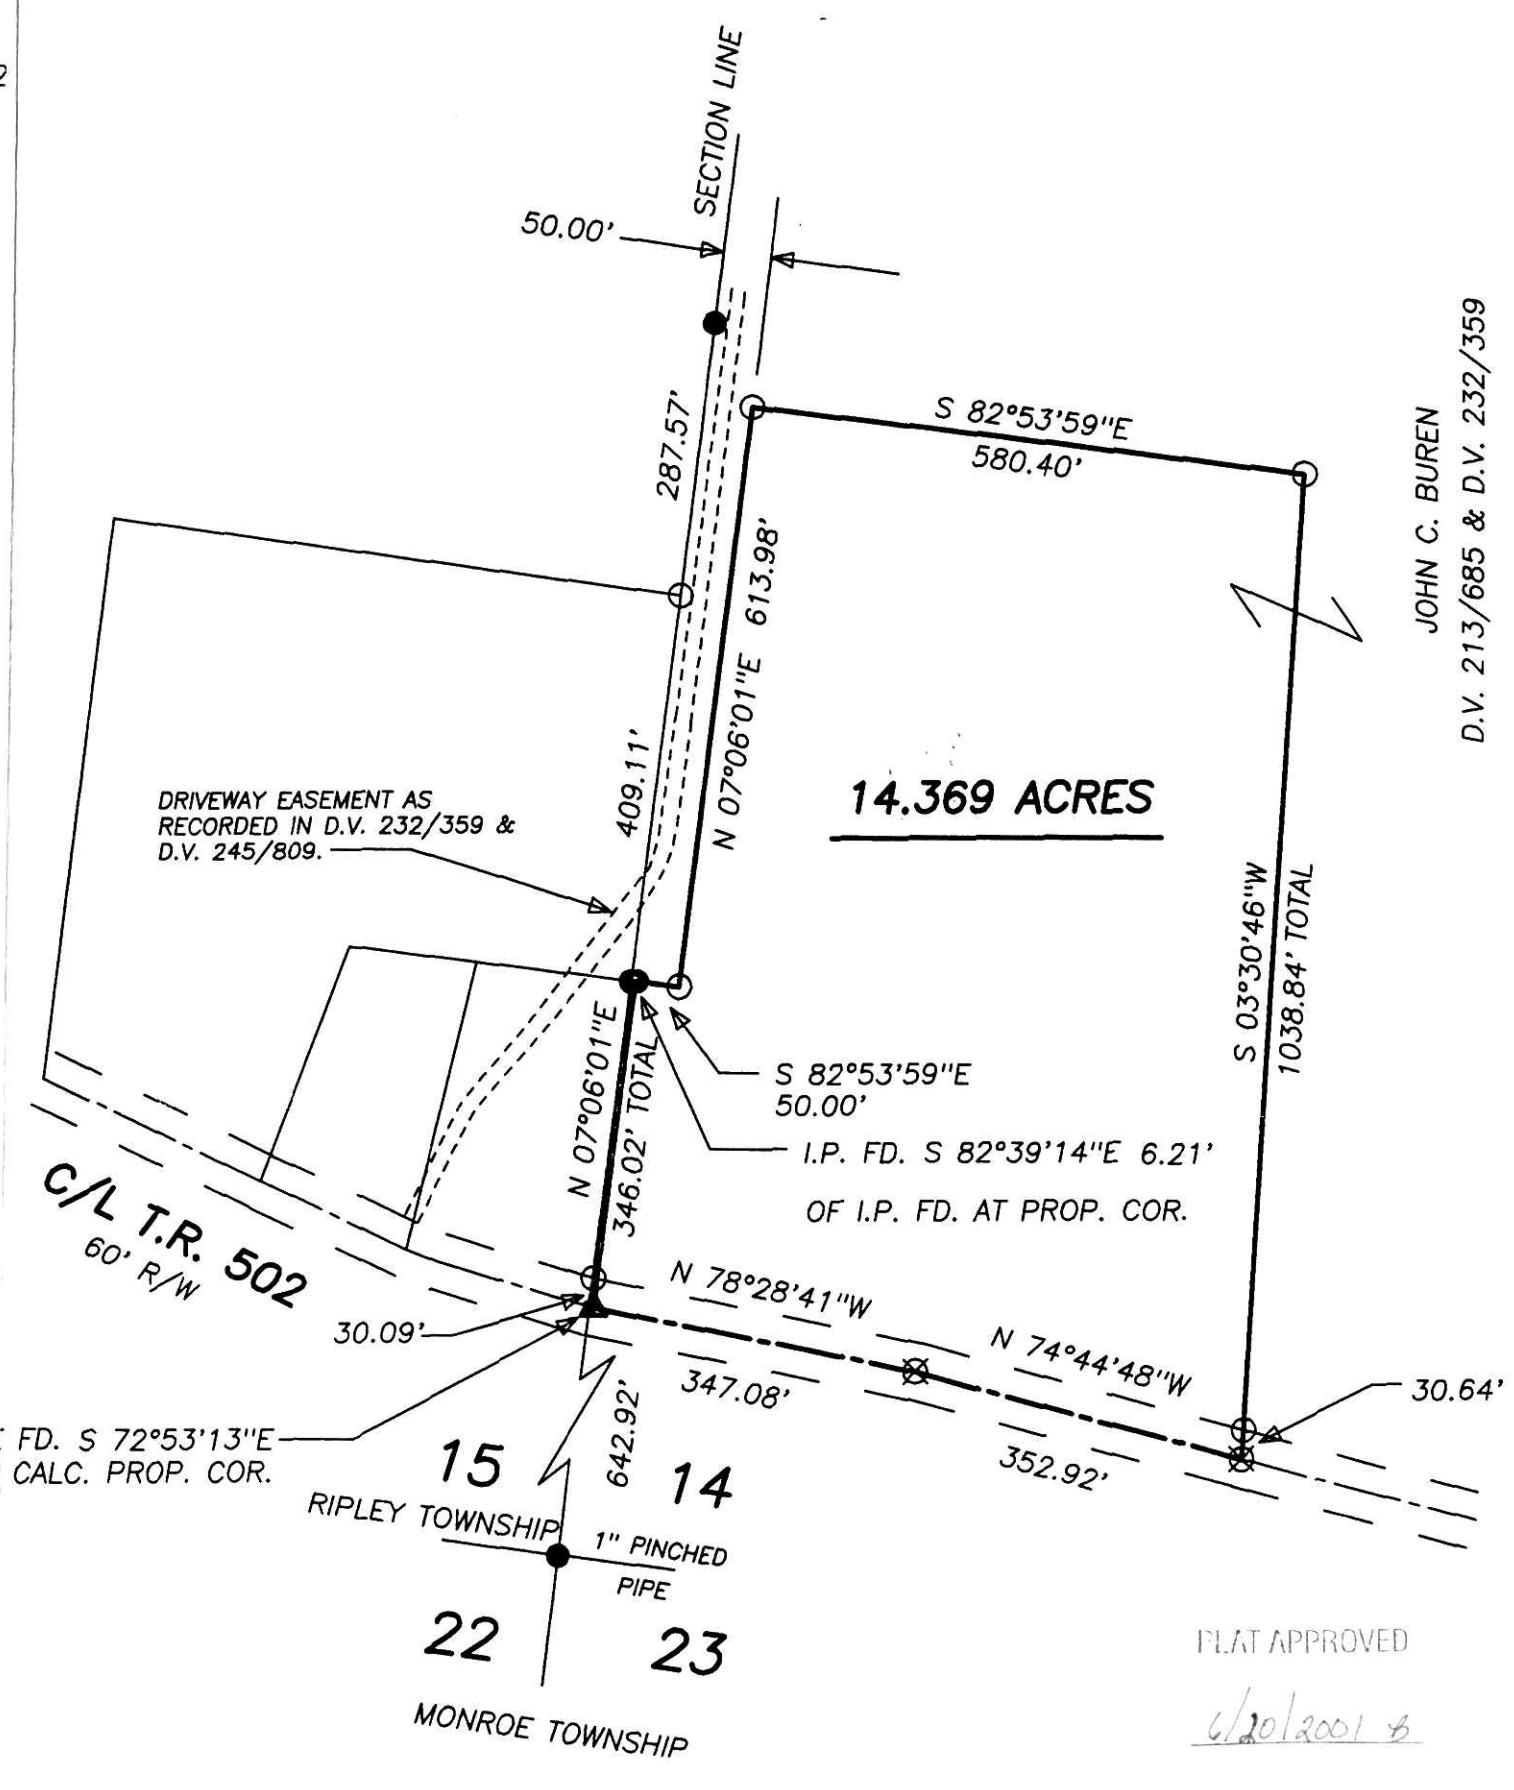 2
SECTION LINE
50.00'
287.57'
S 82°53'59"E
580.40'
JOHN C. BUREN
D.V. 213/685 & D.V. 232/359
N 07°06'01"E 613.98'
409.11'
DRIVEWAY EASEMENT AS
RECORDED IN D.V. 232/359 &
D.V. 245/809.
14.369 ACRES
S 03°30'46"W
1038.84' TOTAL
N 07°06'01"E
346.02' TOTAL
S 82°53'59"E
50.00'
I.P. FD. S 82°39'14"E 6.21'
OF I.P. FD. AT PROP. COR.
C/L T.R. 502
60' R/W
30.09'
N 78°28'41"W
347.08'
N 74°44'48"W
352.92'
30.64'
FD. S 72°53'13"E
CALC. PROP. COR.
642.92'
15
14
RIPLEY TOWNSHIP
1" PINCHED
PIPE
22
23
MONROE TOWNSHIP
PLAT APPROVED
6/20/2001 B